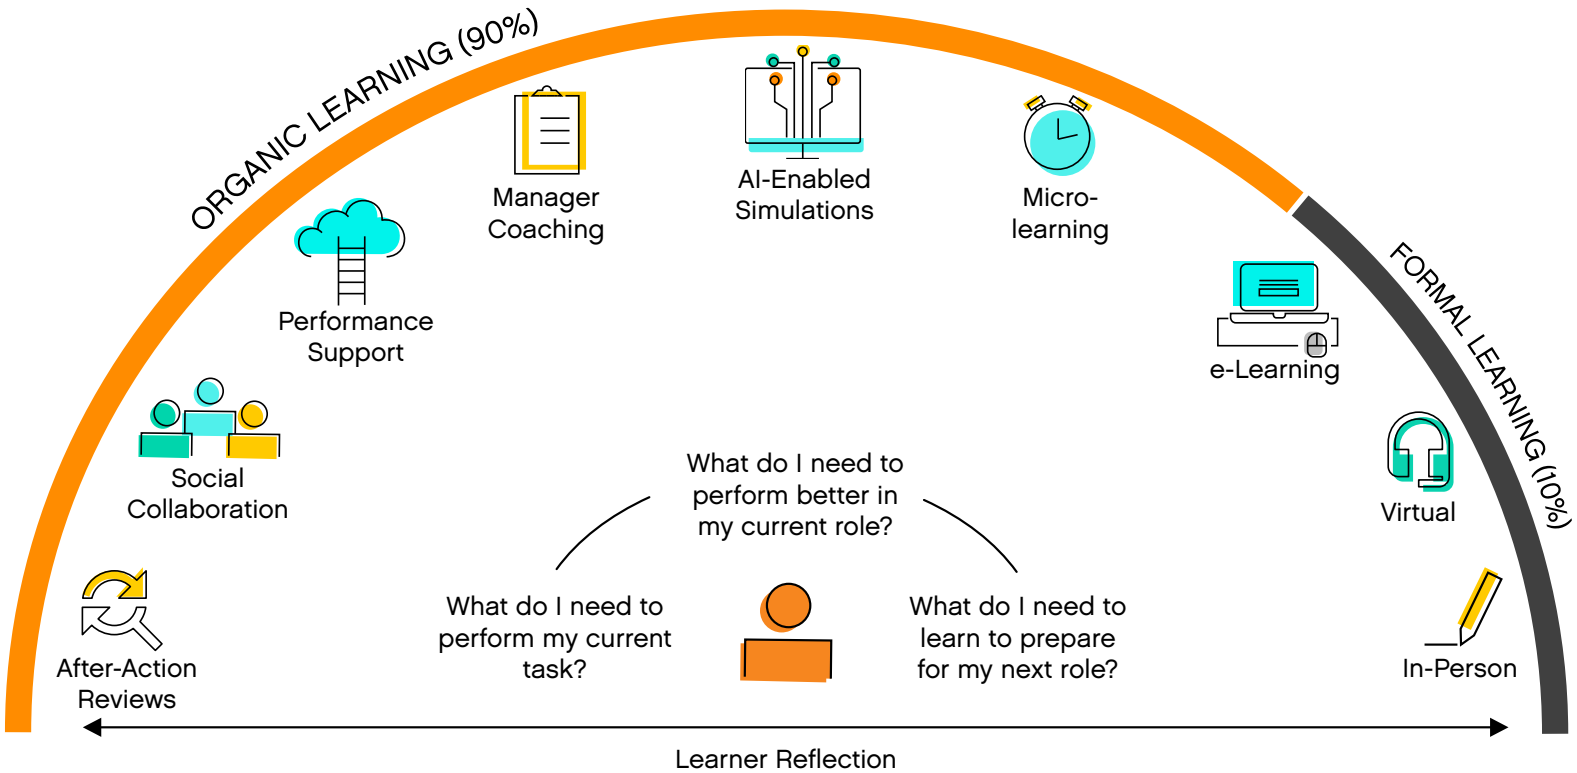 ORGANIC LEARNING (90%)
FORMAL LEARNING (10%)
After-Action
Reviews
Social
Collaboration
Performance
Support
Manager
Coaching
AI-Enabled
Simulations
Micro-
learning
e-Learning
Virtual
In-Person
What do I need to
perform my current
task?
What do I need to
perform better in
my current role?
What do I need to
learn to prepare
for my next role?
Learner Reflection